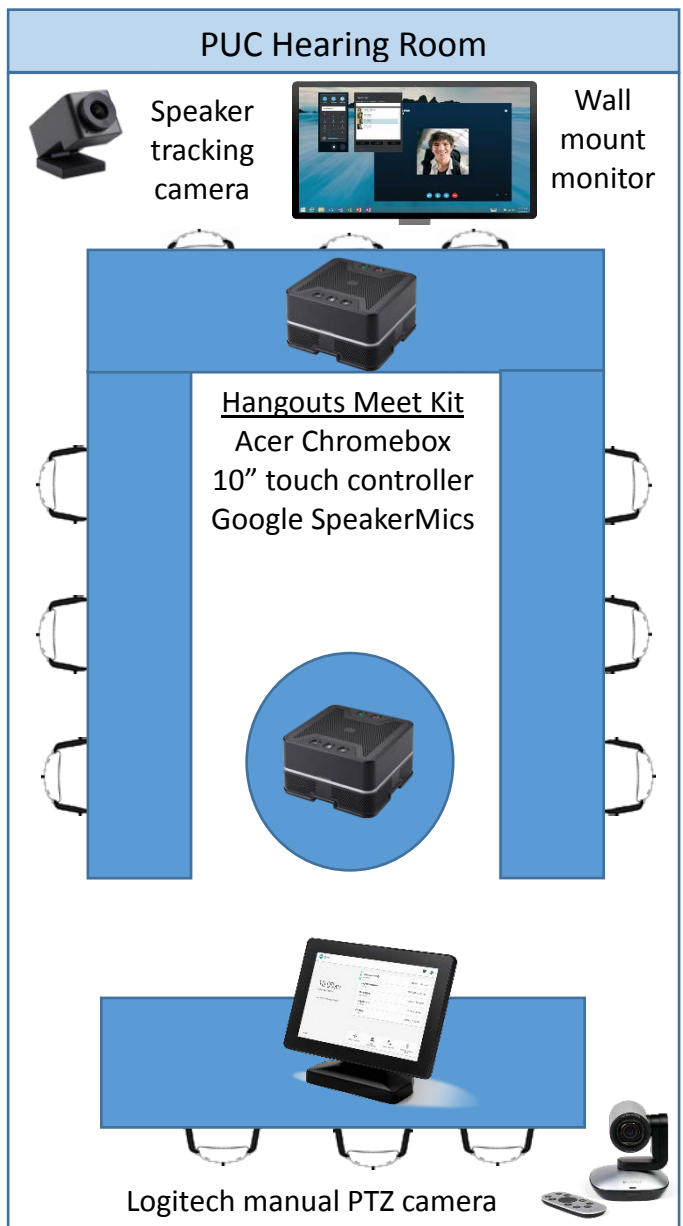 PUC Hearing Room
Speaker
tracking
camera
Wall
mount
monitor
Hangouts Meet Kit
Acer Chromebox
10” touch controller
Google SpeakerMics
Logitech manual PTZ camera